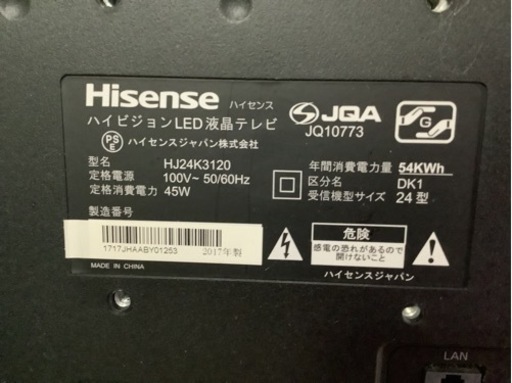 Hisense ハイセンス
ハイビジョンLED液晶テレビ
PSE ハイセンスジャパン株式会社
JQA
JQ10773
G
型名 HJ24K3120
定格電源 100V~ 50/60Hz
定格消費電力 45W
製造番号
1717JHAABY01253 2017年製
MADE IN CHINA
年間消費電力量 54KWh
区分名 DK1
受信機型サイズ 24 型
危険
感電の恐れがあるので
開けないこと
ハイセンスジャパン
LAN